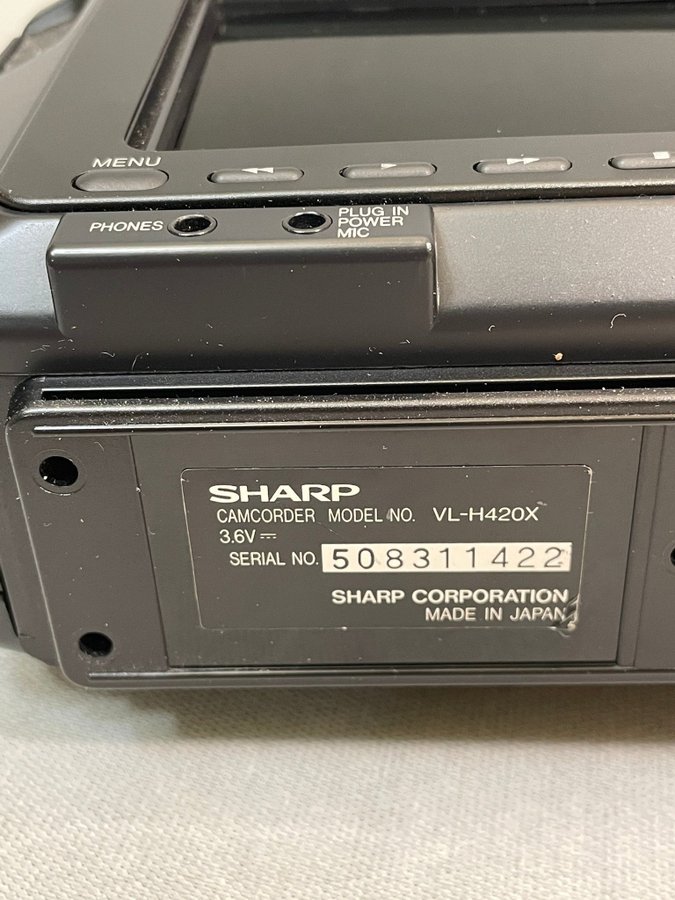 MENU
PHONES
PLUG IN
POWER
MIC
SHARP
CAMCORDER MODEL NO. VL-H420X
3.6V⎓
SERIAL NO. 508311422
SHARP CORPORATION
MADE IN JAPAN